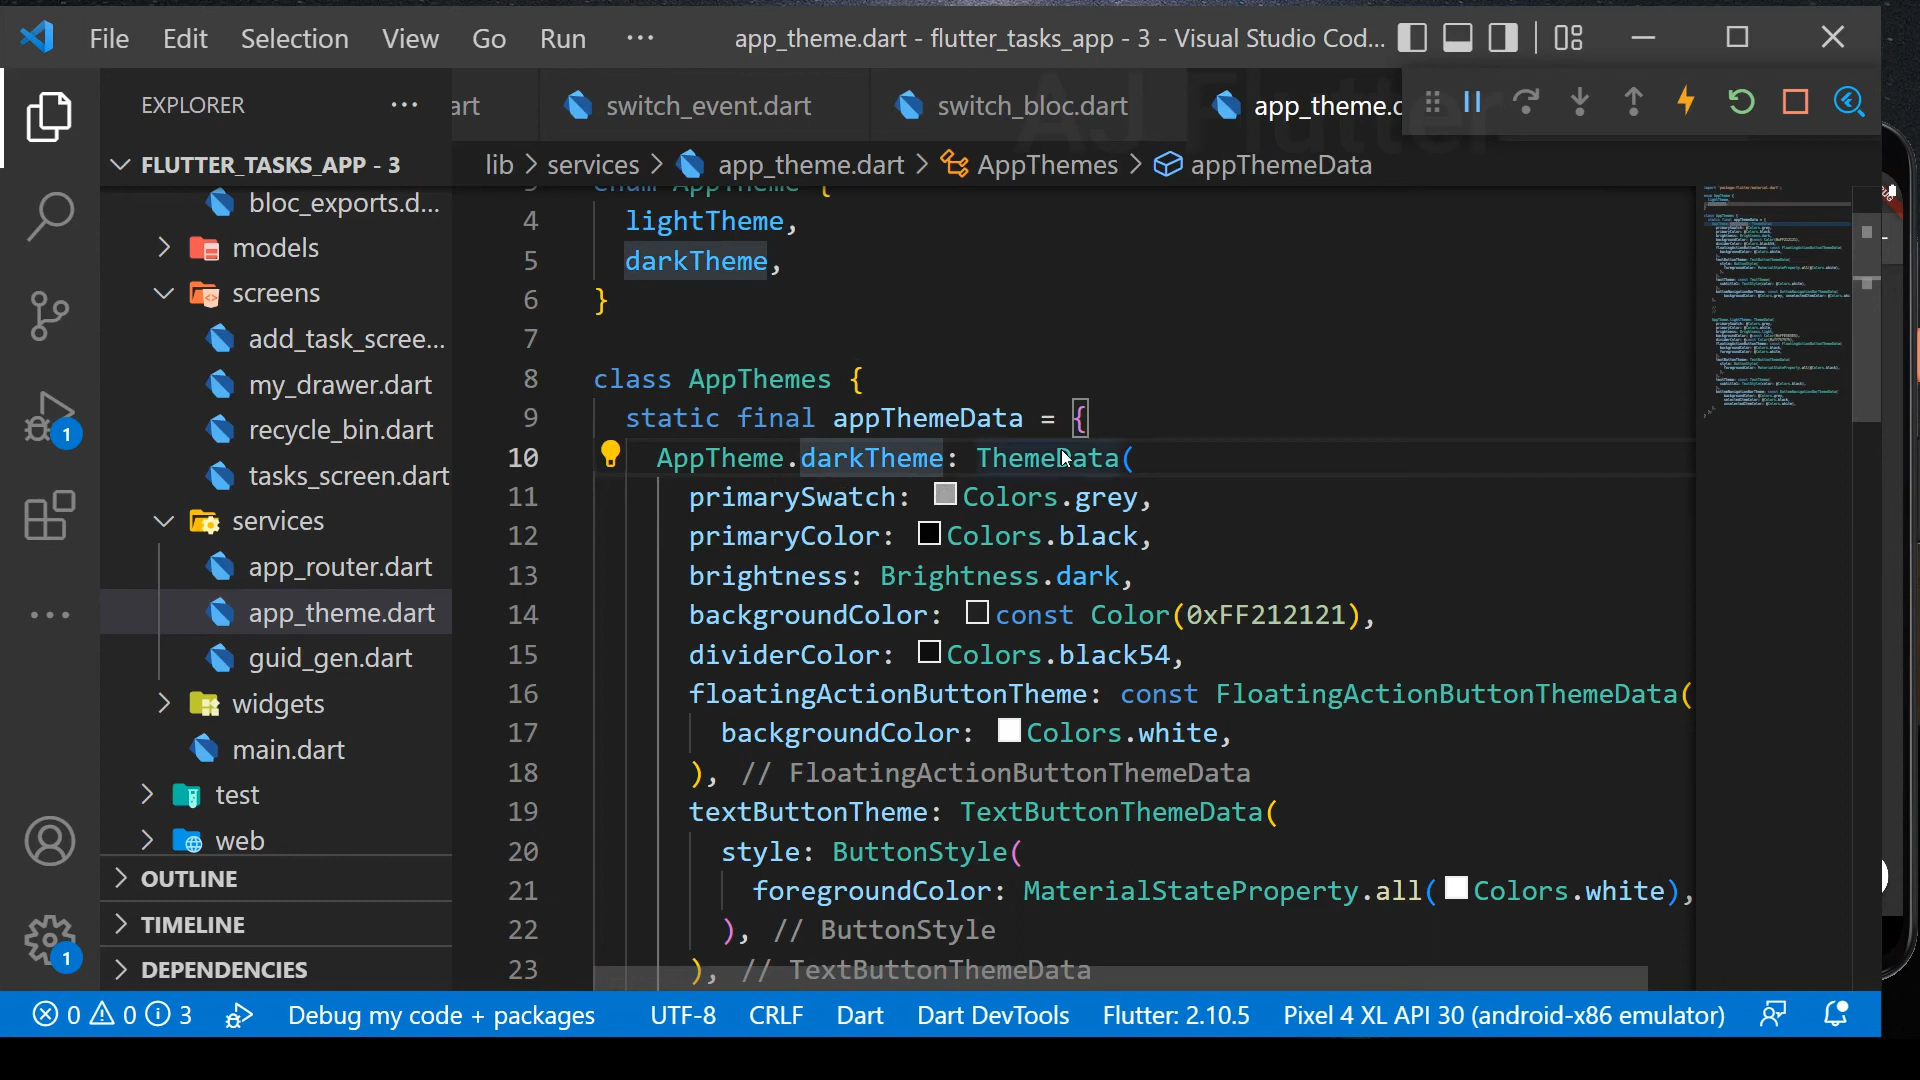 File Edit Selection View Go Run ··· app_theme.dart - flutter_tasks_app - 3 - Visual Studio Cod...
EXPLORER ···
art switch_event.dart switch_bloc.dart app_theme.c
AJ Flutter
FLUTTER_TASKS_APP - 3
lib > services > app_theme.dart > AppThemes > appThemeData
bloc_exports.d...
models
screens
add_task_scree...
my_drawer.dart
recycle_bin.dart
tasks_screen.dart
services
app_router.dart
app_theme.dart
guid_gen.dart
widgets
main.dart
test
web
OUTLINE
TIMELINE
DEPENDENCIES
1
1
3 enum AppTheme {
4 lightTheme,
5 darkTheme,
6 }
7
8 class AppThemes {
9 static final appThemeData = {
10 AppTheme.darkTheme: ThemeData(
11 primarySwatch: Colors.grey,
12 primaryColor: Colors.black,
13 brightness: Brightness.dark,
14 backgroundColor: const Color(0xFF212121),
15 dividerColor: Colors.black54,
16 floatingActionButtonTheme: const FloatingActionButtonThemeData(
17 backgroundColor: Colors.white,
18 ), // FloatingActionButtonThemeData
19 textButtonTheme: TextButtonThemeData(
20 style: ButtonStyle(
21 foregroundColor: MaterialStateProperty.all(Colors.white),
22 ), // ButtonStyle
23 ), // TextButtonThemeData
0 0 3 Debug my code + packages UTF-8 CRLF Dart Dart DevTools Flutter: 2.10.5 Pixel 4 XL API 30 (android-x86 emulator)